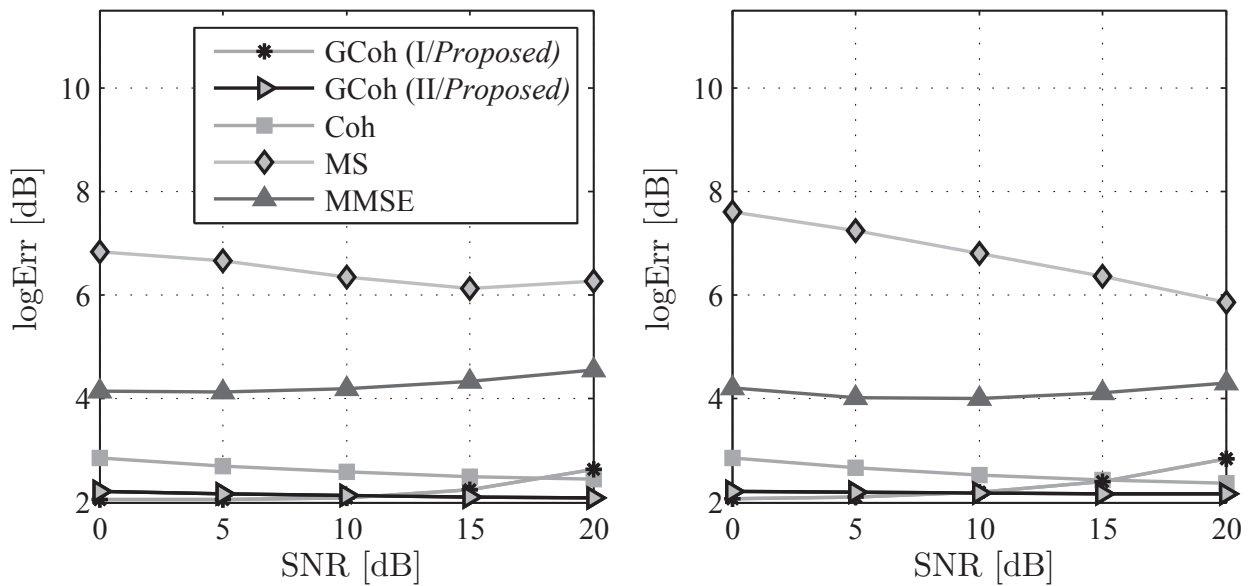 GCoh (I/Proposed)
GCoh (II/Proposed)
Coh
MS
MMSE
10
8
6
4
2
0
5
10
15
20
logErr [dB]
SNR [dB]
10
8
6
4
2
0
5
10
15
20
logErr [dB]
SNR [dB]